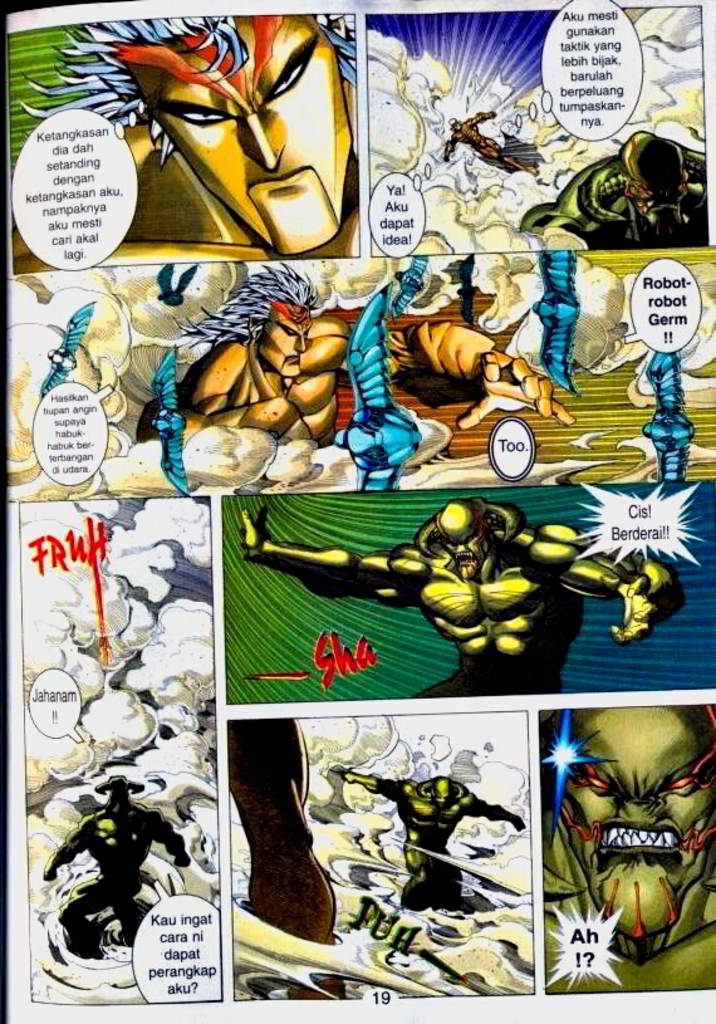 Ketangkasan
dia dah
setanding
dengan
ketangkasan aku,
nampaknya
aku mesti
cari akal
lagi.
Aku mesti
gunakan
taktik yang
lebih bijak,
barulah
berpeluang
tumpaskan-
nya.
Ya!
Aku
dapat
idea!
Robot-
robot
Germ
!!
Hasilkan
tiupan angin
supaya
habuk-
habuk ber-
terbangan
di udara.
Too.
FRUH
Jahanam
!!
Kau ingat
cara ni
dapat
perangkap
aku?
Cis!
Berderai!!
Sha
TUH
Ah
!?
19